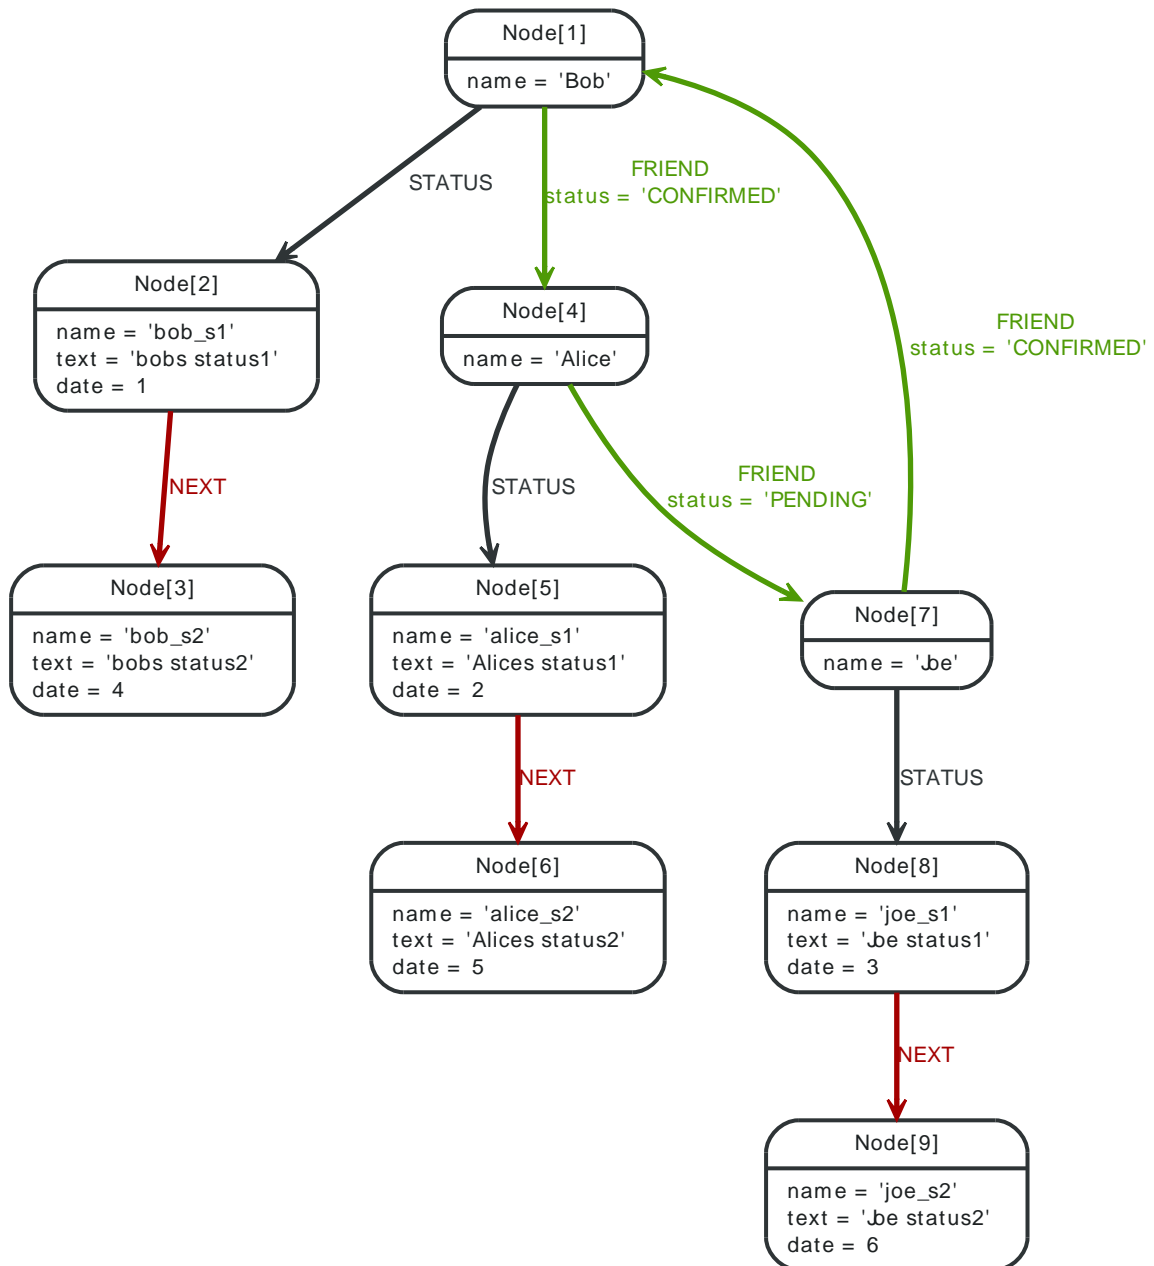 Node[1]
name = 'Bob'
STATUS
FRIEND
status = 'CONFIRMED'
Node[2]
name = 'bob_s1'
text = 'bobs status1'
date = 1
Node[4]
name = 'Alice'
FRIEND
status = 'CONFIRMED'
NEXT
STATUS
FRIEND
status = 'PENDING'
Node[3]
name = 'bob_s2'
text = 'bobs status2'
date = 4
Node[5]
name = 'alice_s1'
text = 'Alices status1'
date = 2
Node[7]
name = 'Joe'
NEXT
STATUS
Node[6]
name = 'alice_s2'
text = 'Alices status2'
date = 5
Node[8]
name = 'joe_s1'
text = 'Joe status1'
date = 3
NEXT
Node[9]
name = 'joe_s2'
text = 'Joe status2'
date = 6